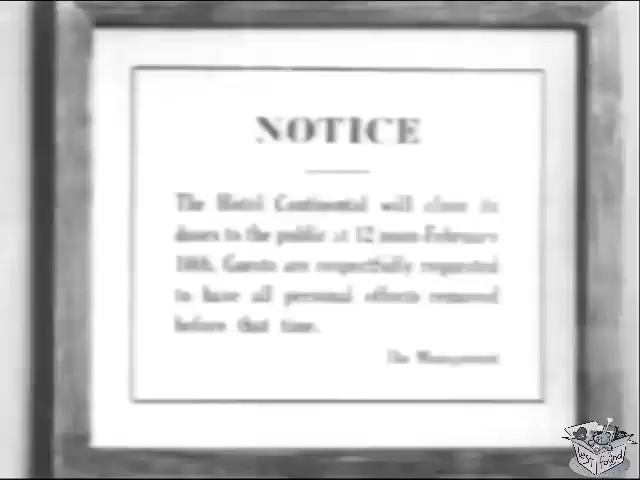 NOTICE
The Hotel Continental will close its
doors to the public at 12 noon February
Guests are respectfully requested
to have all personal effects removed
before that time.
The Management